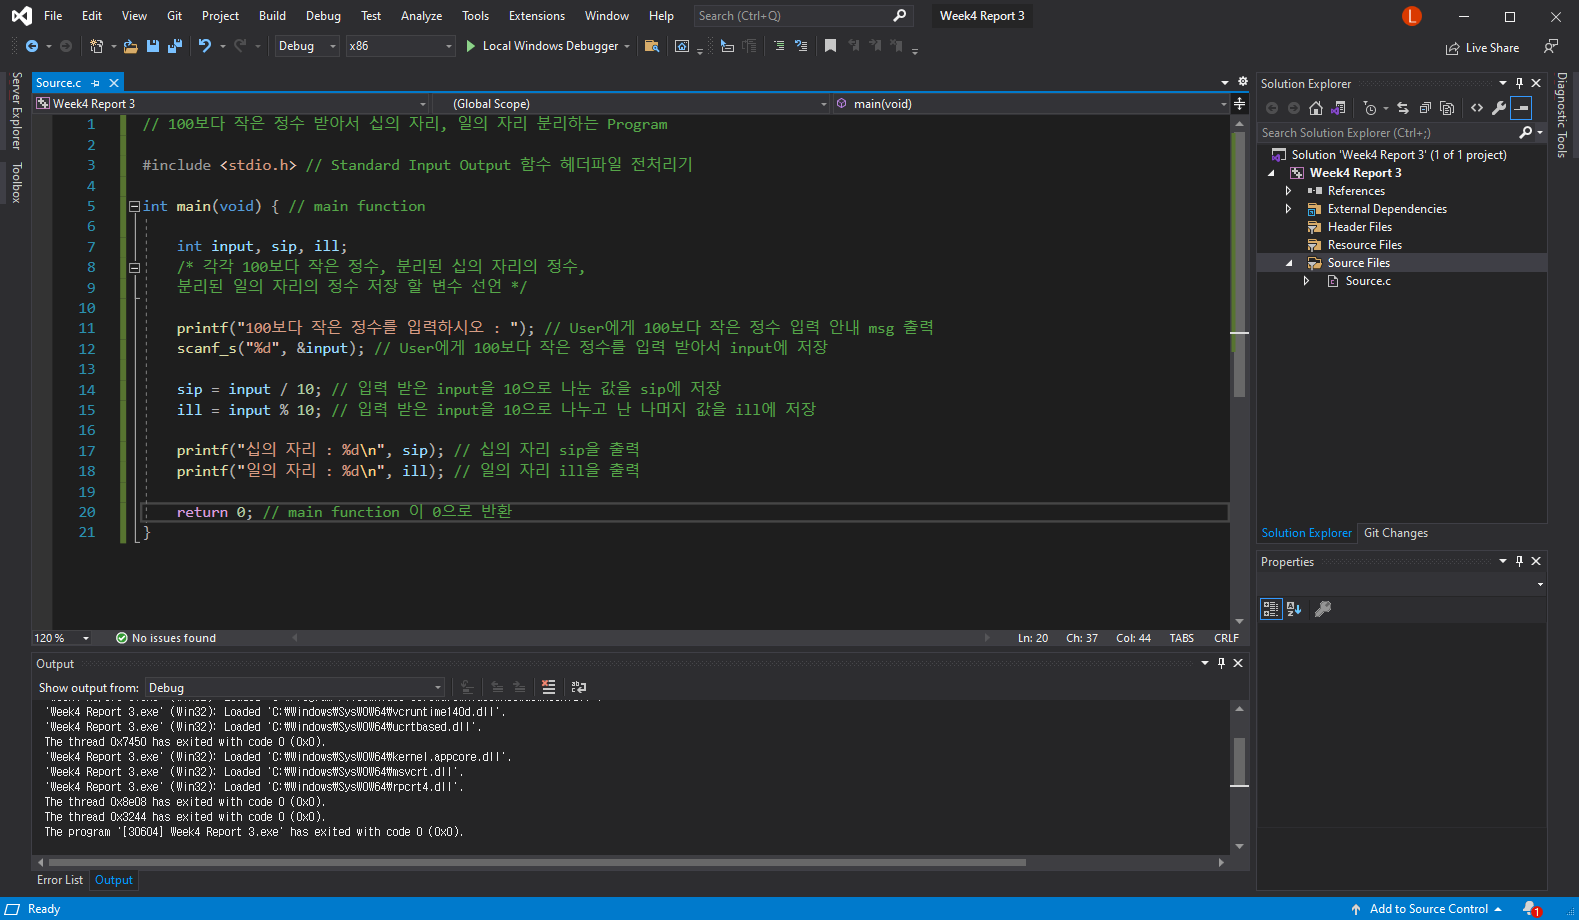 File Edit View Git Project Build Debug Test Analyze Tools Extensions Window Help Search (Ctrl+Q) Week4 Report 3 L
Debug x86 Local Windows Debugger Live Share
Server Explorer
Toolbox
Source.c
Week4 Report 3 (Global Scope) main(void)
1 // 100보다 작은 정수 받아서 십의 자리, 일의 자리 분리하는 Program
2
3 #include <stdio.h> // Standard Input Output 함수 헤더파일 전처리기
4
5 int main(void) { // main function
6
7 int input, sip, ill;
8 /* 각각 100보다 작은 정수, 분리된 십의 자리의 정수,
9 분리된 일의 자리의 정수 저장 할 변수 선언 */
10
11 printf("100보다 작은 정수를 입력하시오 : "); // User에게 100보다 작은 정수 입력 안내 msg 출력
12 scanf_s("%d", &input); // User에게 100보다 작은 정수를 입력 받아서 input에 저장
13
14 sip = input / 10; // 입력 받은 input을 10으로 나눈 값을 sip에 저장
15 ill = input % 10; // 입력 받은 input을 10으로 나누고 난 나머지 값을 ill에 저장
16
17 printf("십의 자리 : %d\n", sip); // 십의 자리 sip을 출력
18 printf("일의 자리 : %d\n", ill); // 일의 자리 ill을 출력
19
20 return 0; // main function 이 0으로 반환
21 }
120 % No issues found Ln: 20 Ch: 37 Col: 44 TABS CRLF
Output
Show output from: Debug
'Week4 Report 3.exe' (Win32): Loaded 'C:₩Windows₩SysWOW64₩vcruntime140d.dll'.
'Week4 Report 3.exe' (Win32): Loaded 'C:₩Windows₩SysWOW64₩ucrtbased.dll'.
The thread 0x7450 has exited with code 0 (0x0).
'Week4 Report 3.exe' (Win32): Loaded 'C:₩Windows₩SysWOW64₩kernel.appcore.dll'.
'Week4 Report 3.exe' (Win32): Loaded 'C:₩Windows₩SysWOW64₩msvcrt.dll'.
'Week4 Report 3.exe' (Win32): Loaded 'C:₩Windows₩SysWOW64₩rpcrt4.dll'.
The thread 0x8e08 has exited with code 0 (0x0).
The thread 0x3244 has exited with code 0 (0x0).
The program '[30604] Week4 Report 3.exe' has exited with code 0 (0x0).
Error List Output
Solution Explorer
Search Solution Explorer (Ctrl+;)
Solution 'Week4 Report 3' (1 of 1 project)
Week4 Report 3
References
External Dependencies
Header Files
Resource Files
Source Files
Source.c
Solution Explorer Git Changes
Properties
Diagnostic Tools
Ready Add to Source Control 1